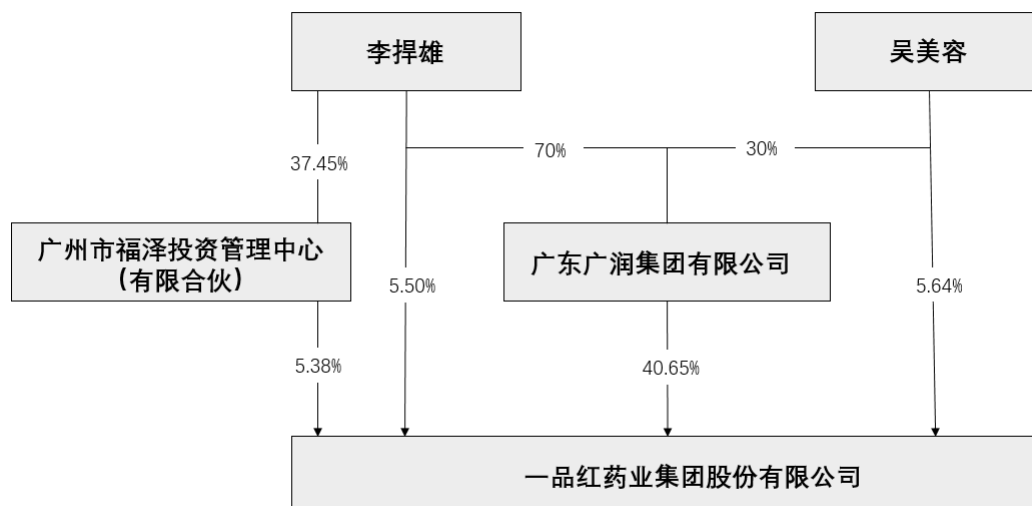 李捍雄
吴美容
70%
30%
37.45%
广州市福泽投资管理中心
(有限合伙)
广东广润集团有限公司
5.50%
5.64%
5.38%
40.65%
一品红药业集团股份有限公司